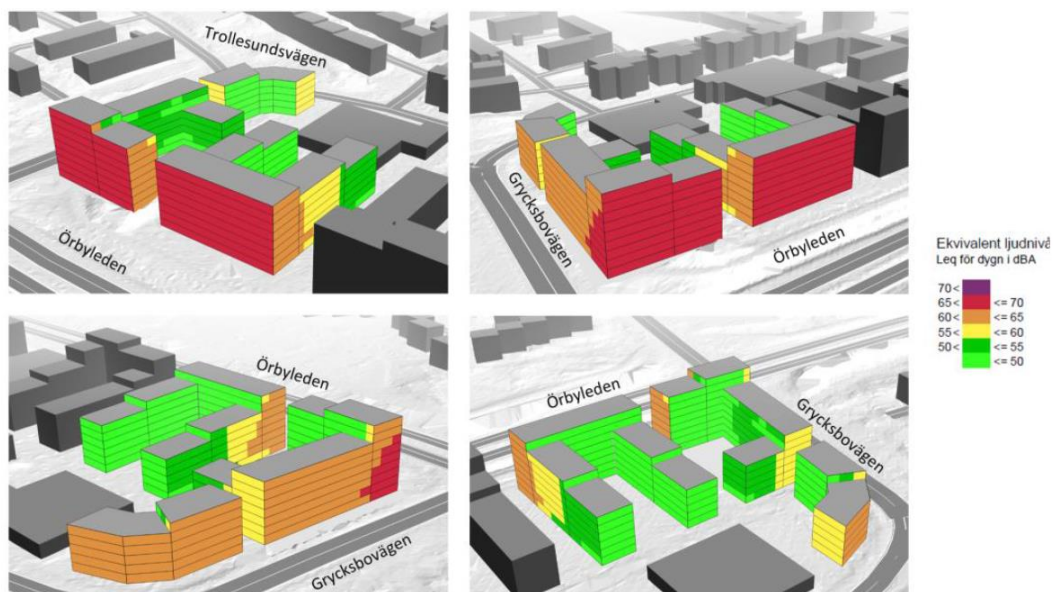 Trollesundsvägen
Örbyleden
Grycksbovägen
Örbyleden
Ekvivalent ljudnivå
Leq för dygn i dBA
70<
65< <= 70
60< <= 65
55< <= 60
50< <= 55
<= 50
Örbyleden
Grycksbovägen
Örbyleden
Grycksbovägen